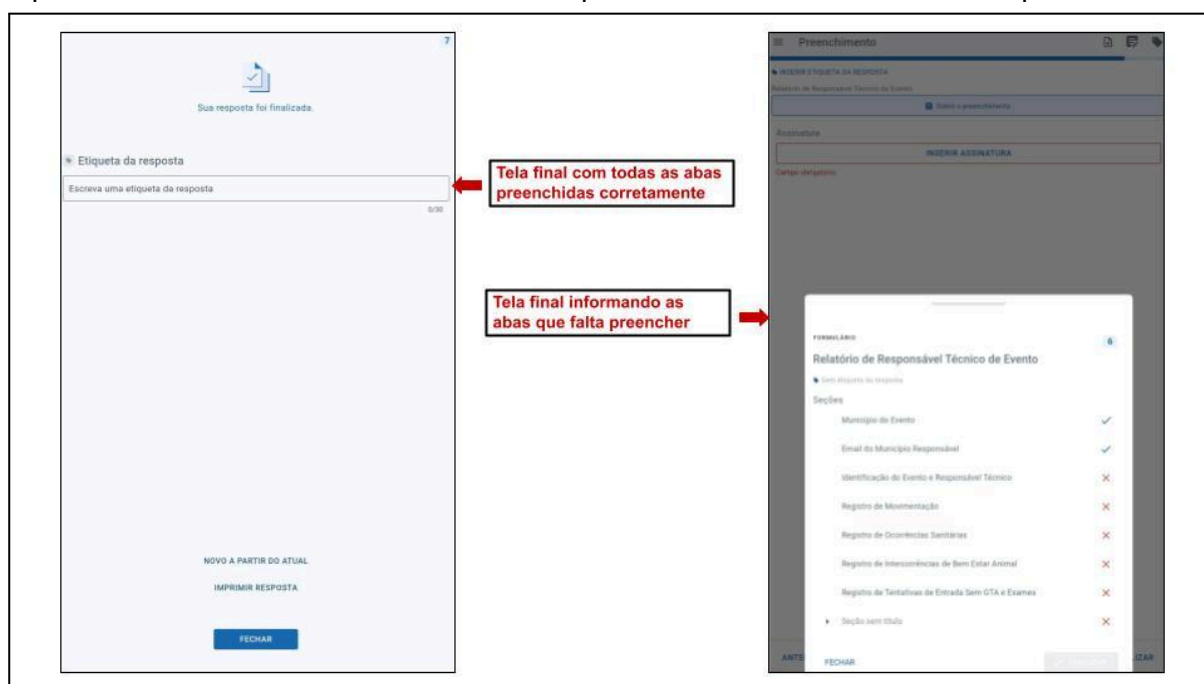 7
Sua resposta foi finalizada.
Etiqueta da resposta
Escreva uma etiqueta da resposta
0/30
NOVO A PARTIR DO ATUAL
IMPRIMIR RESPOSTA
FECHAR
Tela final com todas as abas
preenchidas corretamente
Tela final informando as
abas que falta preencher
Preenchimento
INSERIR ETIQUETA DA RESPOSTA
Relatório de Responsável Técnico de Evento
Sobre o preenchimento
Assinatura
INSERIR ASSINATURA
Campo obrigatório
FORMULÁRIO
6
Relatório de Responsável Técnico de Evento
Sem etiqueta da resposta
Seções
Município do Evento
Email do Município Responsável
Identificação do Evento e Responsável Técnico
Registro de Movimentação
Registro de Ocorrências Sanitárias
Registro de Intercorrências de Bem Estar Animal
Registro de Tentativas de Entrada Sem GTA e Exames
Seção sem título
ANTE
FECHAR
IZAR